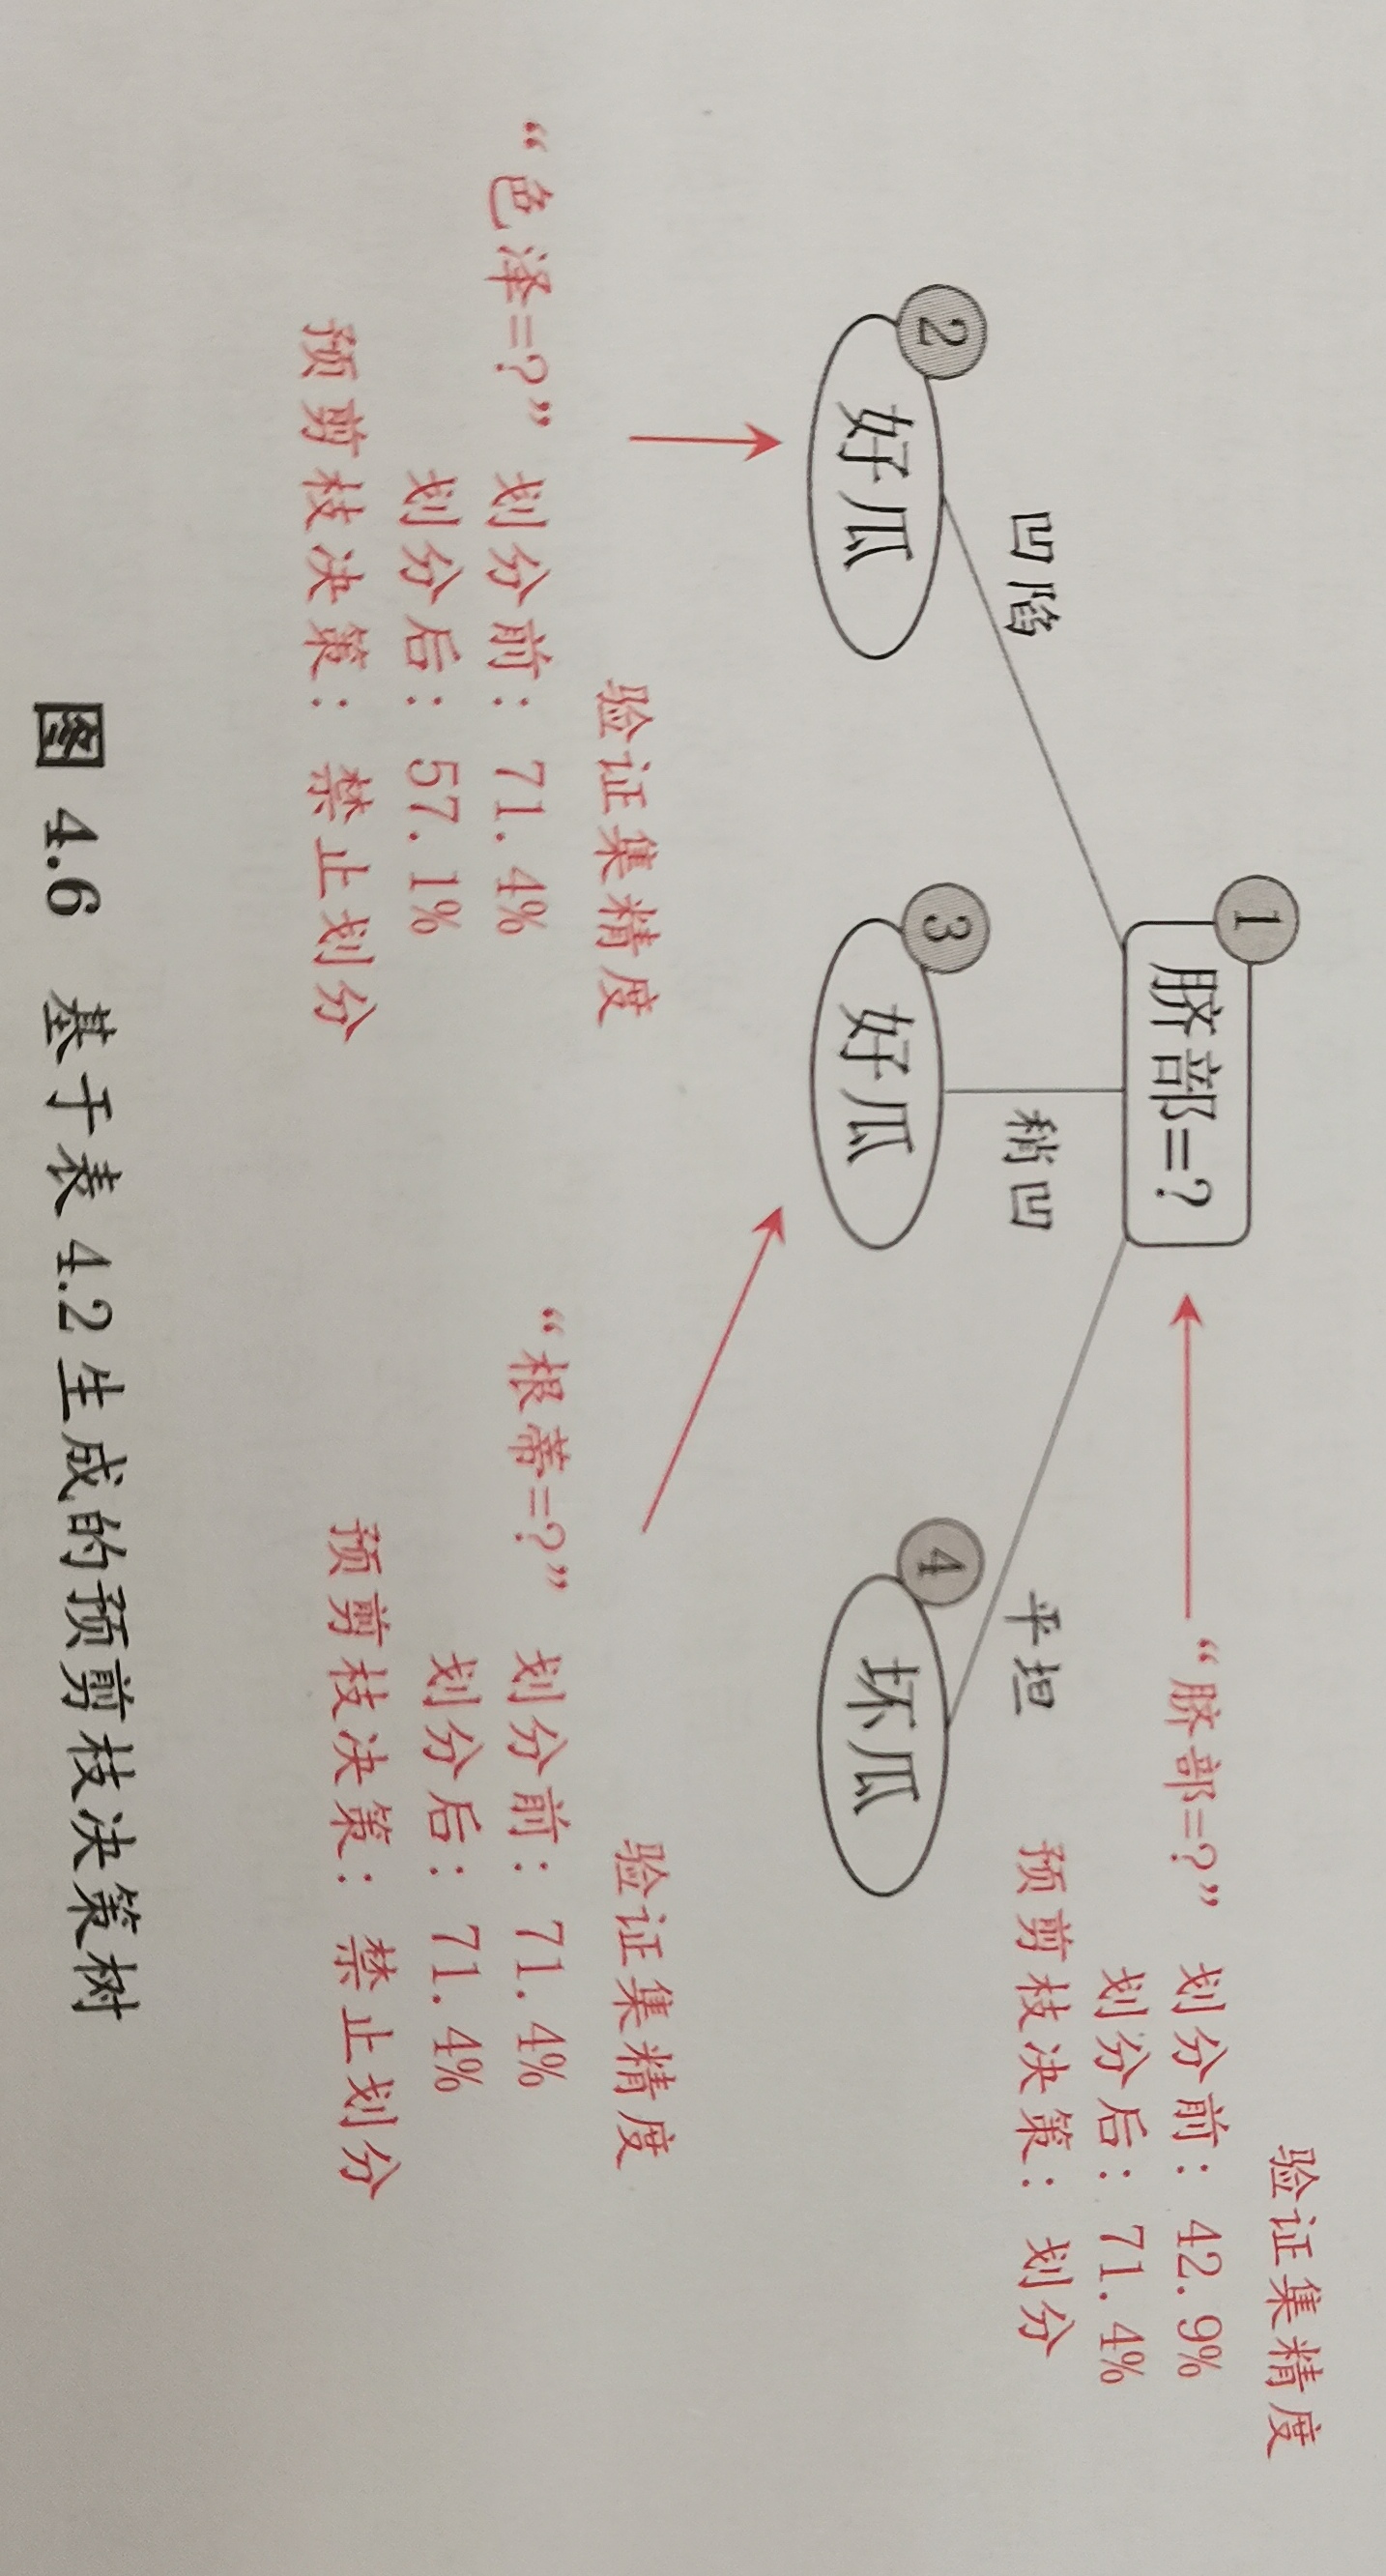 验证集精度
①
脐部=?
“脐部=?” 划分前: 42.9%
划分后: 71.4%
预剪枝决策: 划分
凹陷
稍凹
平坦
②
好瓜
③
好瓜
④
坏瓜
验证集精度
“色泽=?” 划分前: 71.4%
划分后: 57.1%
预剪枝决策: 禁止划分
验证集精度
“根蒂=?” 划分前: 71.4%
划分后: 71.4%
预剪枝决策: 禁止划分
图 4.6 基于表 4.2 生成的预剪枝决策树